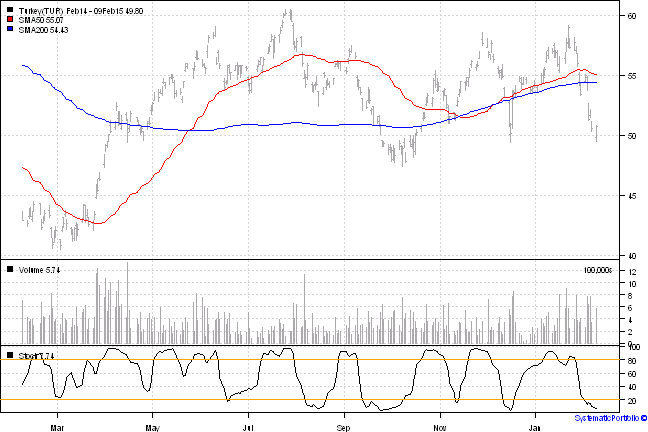 Turkey(TUR) Feb14 - 09Feb15 49.80
SMA50 55.07
SMA200 54.43
60
55
50
45
40
Volume 5.74
100,000s
12
10
8
6
4
2
0
Stoch 7.74
80
60
40
20
Mar May Jul Sep Nov Jan
SystematicPortfolio ©